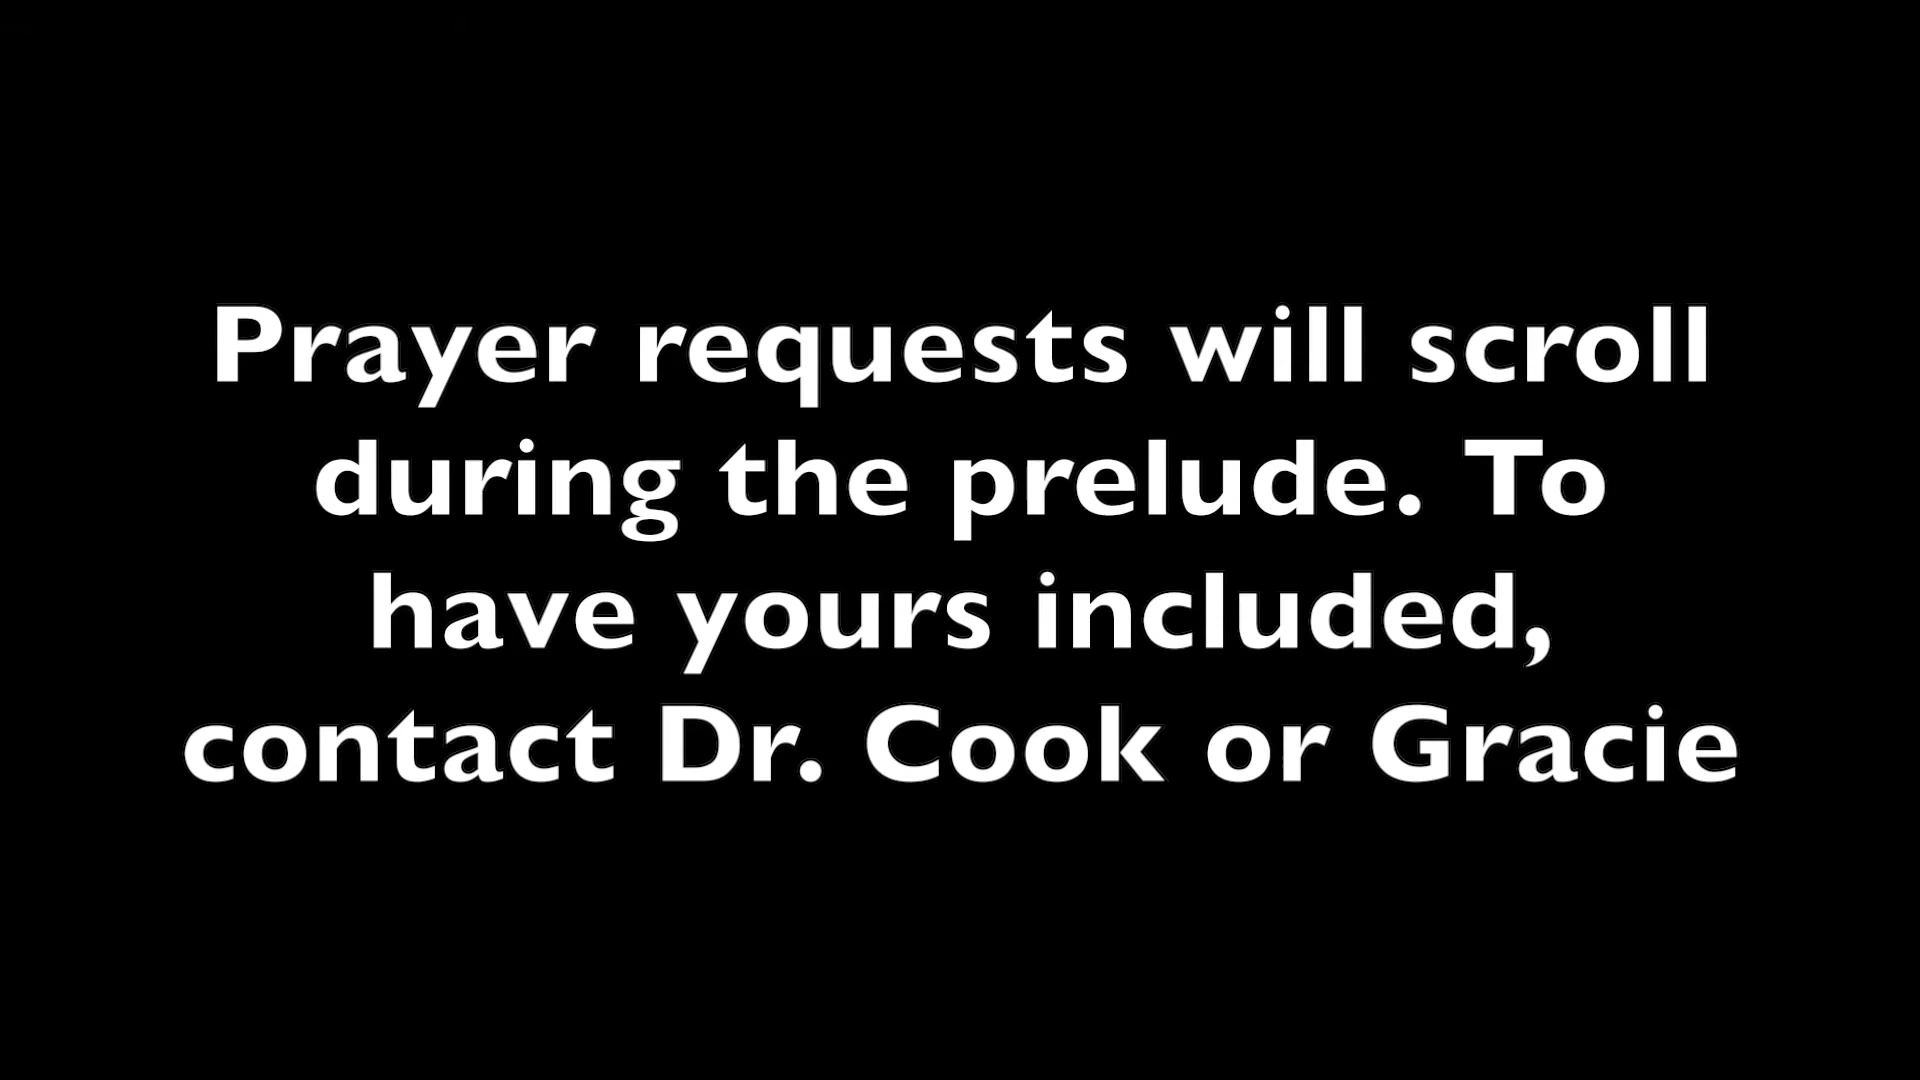 Prayer requests will scroll
during the prelude. To
have yours included,
contact Dr. Cook or Gracie